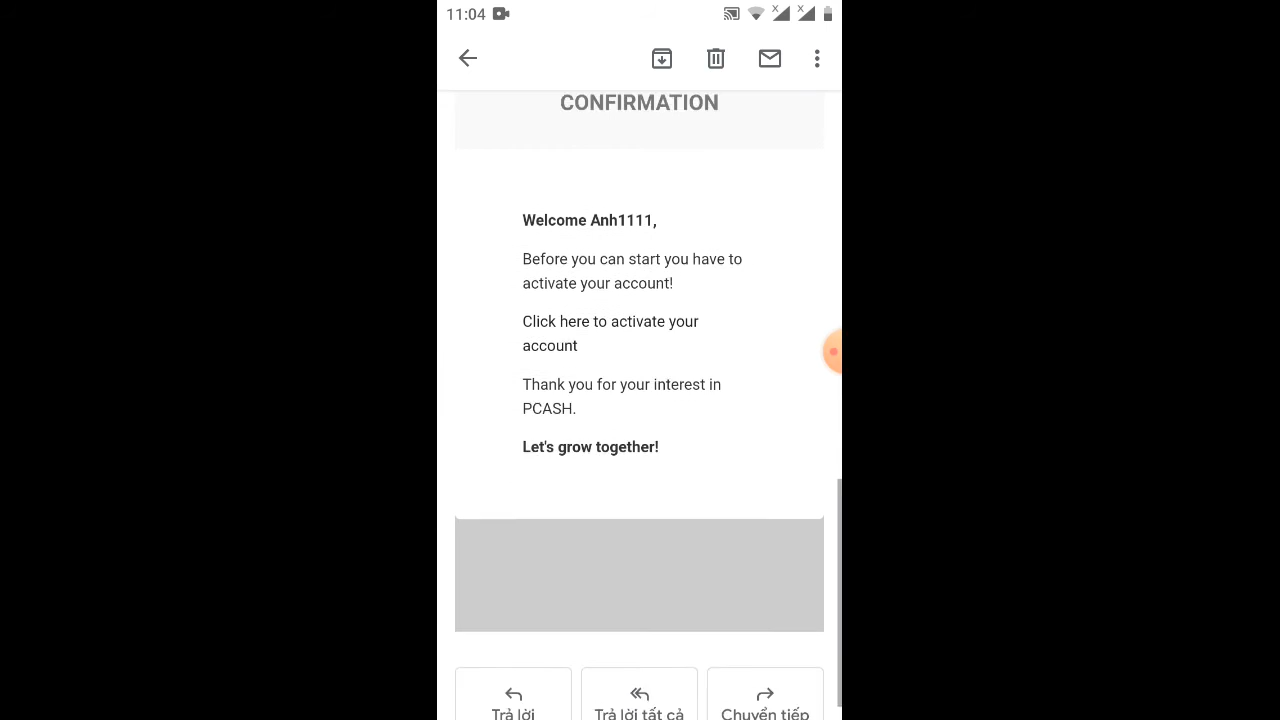 11:04
CONFIRMATION
Welcome Anh1111,
Before you can start you have to
activate your account!
Click here to activate your
account
Thank you for your interest in
PCASH.
Let's grow together!
Trả lời
Trả lời tất cả
Chuyển tiếp